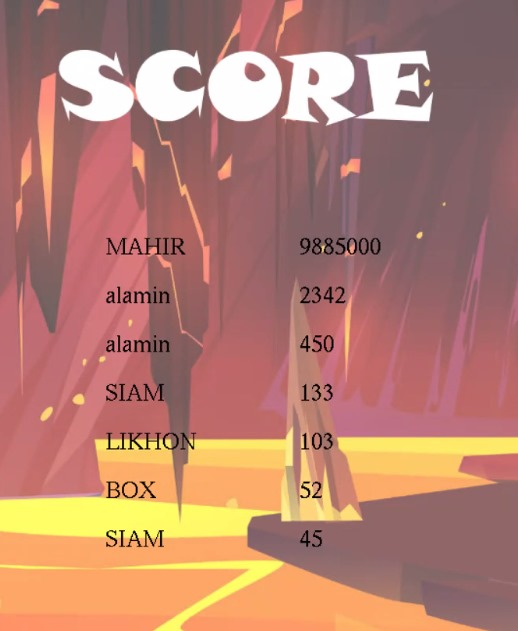 SCORE
MAHIR 9885000
alamin 2342
alamin 450
SIAM 133
LIKHON 103
BOX 52
SIAM 45